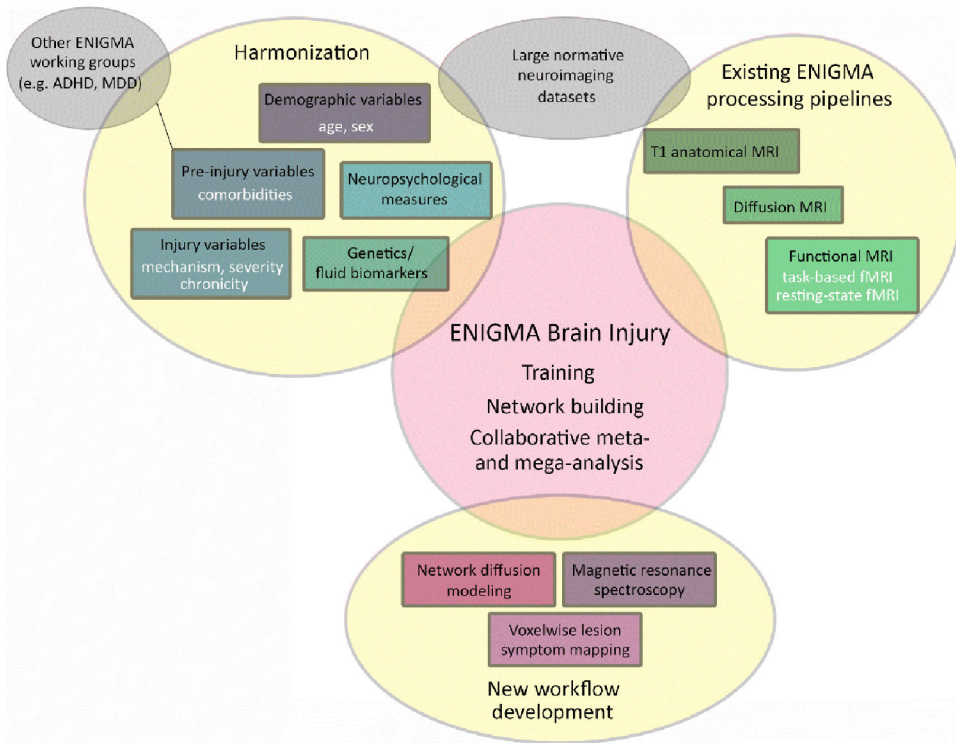 Other ENIGMA
working groups
(e.g. ADHD, MDD)
Harmonization
Demographic variables
age, sex
Pre-injury variables
comorbidities
Neuropsychological
measures
Injury variables
mechanism, severity
chronicity
Genetics/
fluid biomarkers
Large normative
neuroimaging
datasets
Existing ENIGMA
processing pipelines
T1 anatomical MRI
Diffusion MRI
Functional MRI
task-based fMRI
resting-state fMRI
ENIGMA Brain Injury
Training
Network building
Collaborative meta-
and mega-analysis
Network diffusion
modeling
Magnetic resonance
spectroscopy
Voxelwise lesion
symptom mapping
New workflow
development